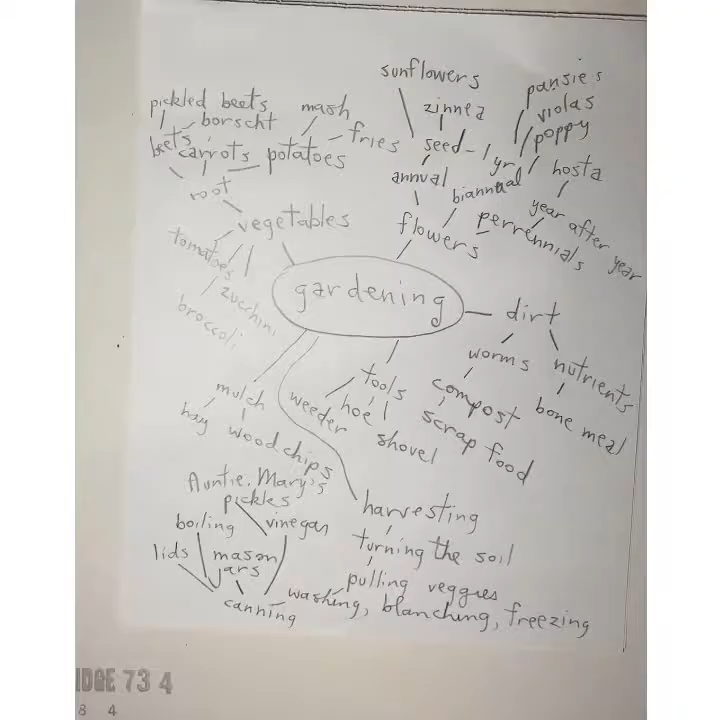 sunflowers
pansies
pickled beets
mash
zinnea
violas
borscht
fries
poppy
beets
carrots
potatoes
seed - 1 yr
hosta
root
annual
biannual
year after year
vegetables
flowers
perrennials
tomatoes
zucchini
broccoli
gardening
dirt
worms
nutrients
tools
compost
bone meal
mulch
weeder
hoe
scrap food
hay
wood chips
shovel
Auntie Mary's
pickles
harvesting
boiling
vinegar
turning the soil
lids
mason
jars
pulling veggies
canning
washing, blanching, freezing
IDGE 73 4
8 4